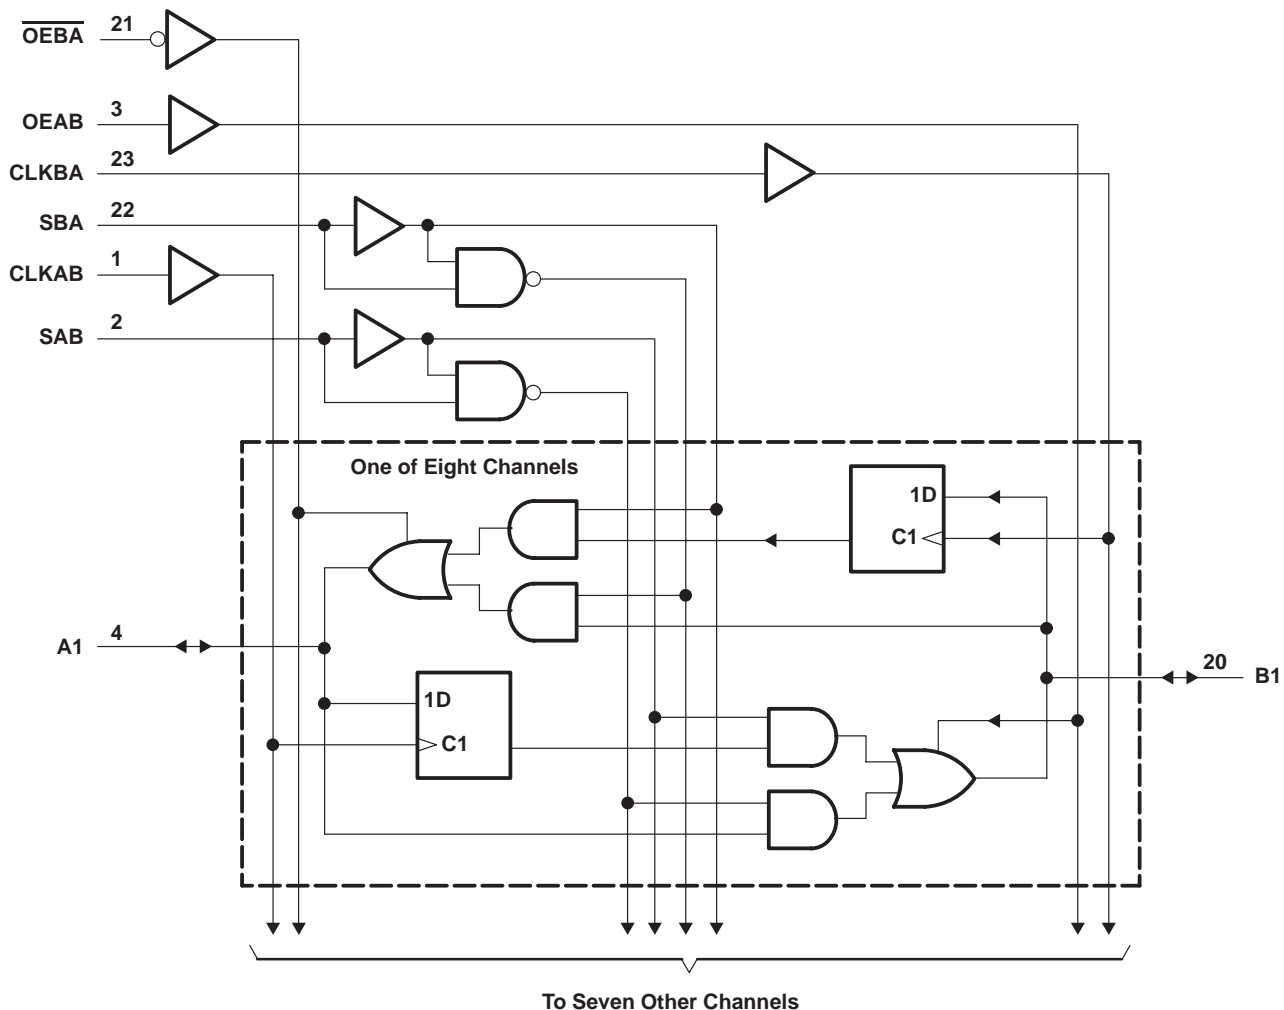 OEBA 21
OEAB 3
CLKBA 23
SBA 22
CLKAB 1
SAB 2
One of Eight Channels
1D
C1
A1 4
1D
C1
20 B1
To Seven Other Channels